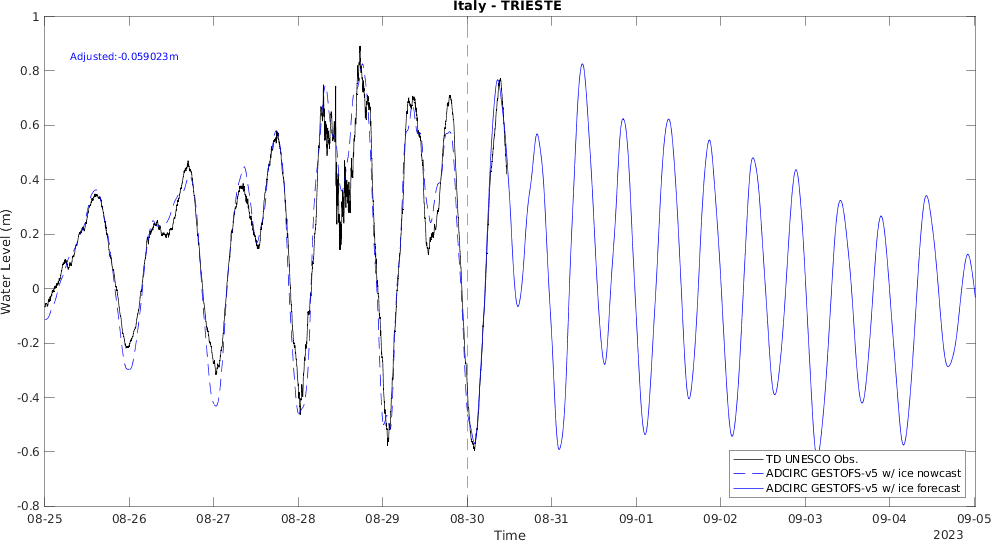 Italy - TRIESTE
Adjusted:-0.059023m
Water Level (m)
1
0.8
0.6
0.4
0.2
0
-0.2
-0.4
-0.6
-0.8
TD UNESCO Obs.
ADCIRC GESTOFS-v5 w/ ice nowcast
ADCIRC GESTOFS-v5 w/ ice forecast
08-25 08-26 08-27 08-28 08-29 08-30 08-31 09-01 09-02 09-03 09-04 09-05
Time
2023